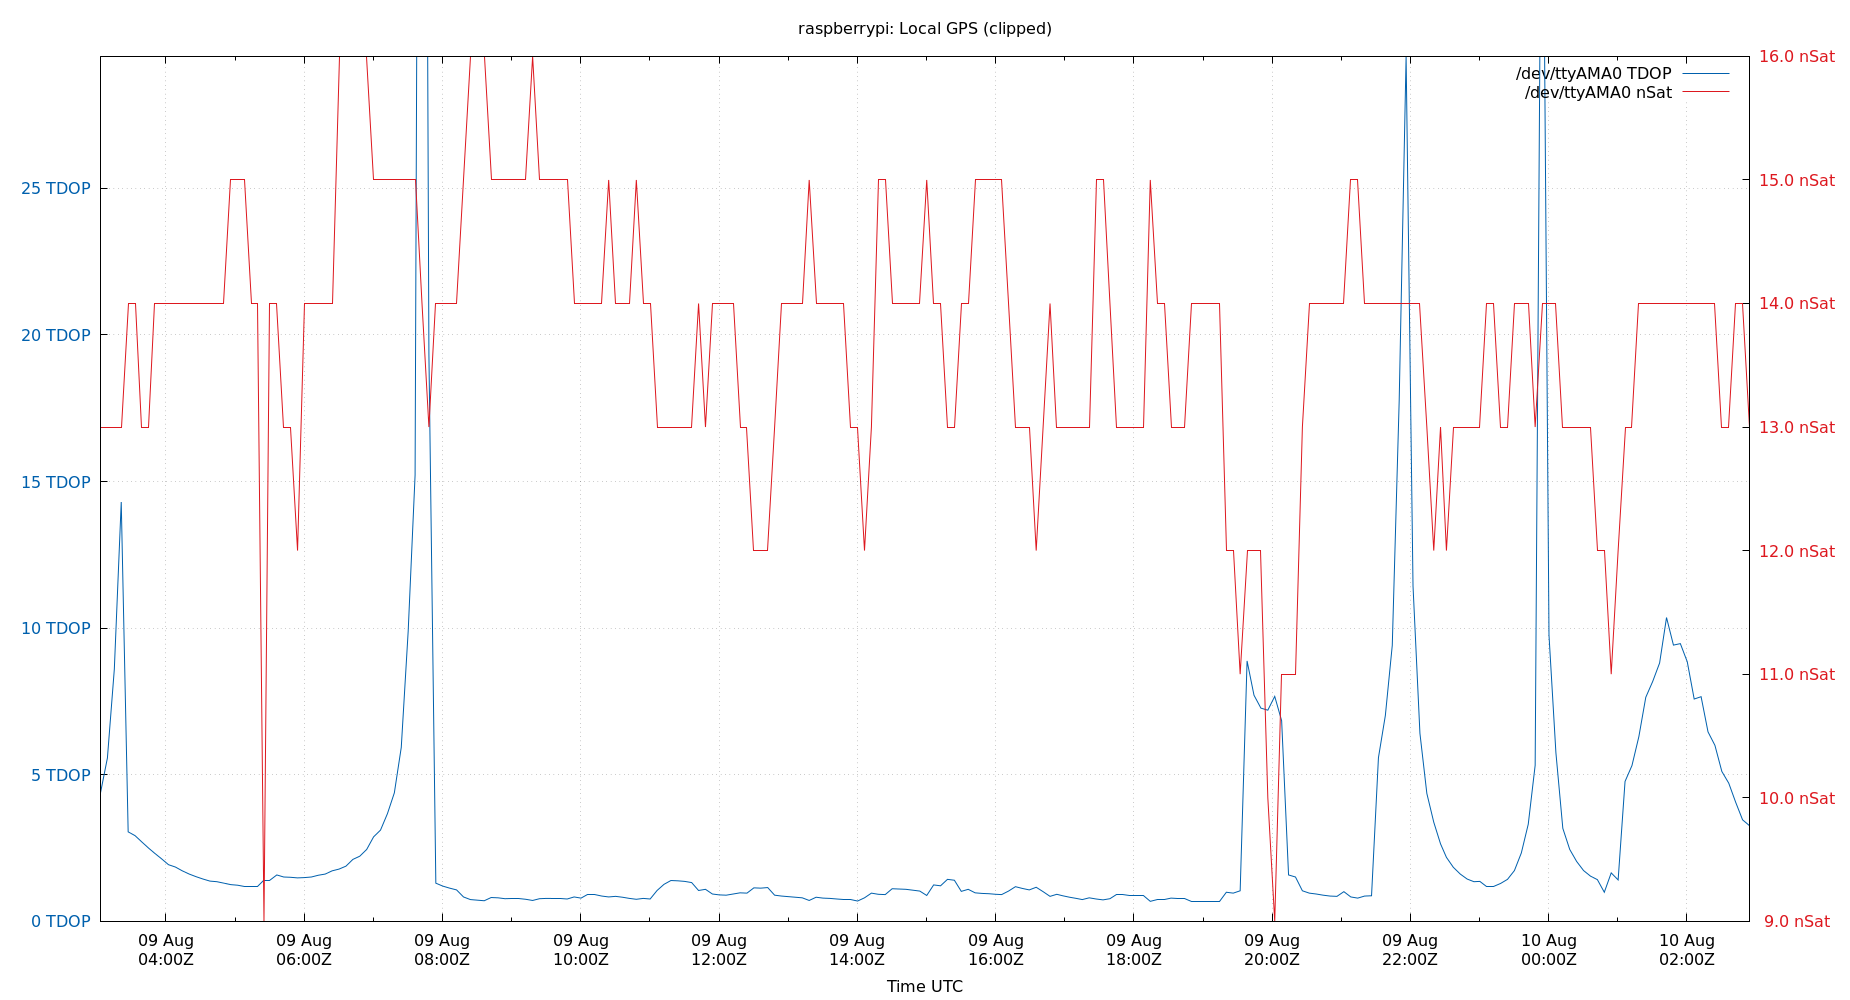 raspberrypi: Local GPS (clipped)
16.0 nSat
/dev/ttyAMA0 TDOP
/dev/ttyAMA0 nSat
25 TDOP
15.0 nSat
14.0 nSat
20 TDOP
13.0 nSat
15 TDOP
12.0 nSat
10 TDOP
11.0 nSat
5 TDOP
10.0 nSat
0 TDOP
9.0 nSat
09 Aug 09 Aug 09 Aug 09 Aug 09 Aug 09 Aug 09 Aug 09 Aug 09 Aug 09 Aug 10 Aug 10 Aug
04:00Z 06:00Z 08:00Z 10:00Z 12:00Z 14:00Z 16:00Z 18:00Z 20:00Z 22:00Z 00:00Z 02:00Z
Time UTC